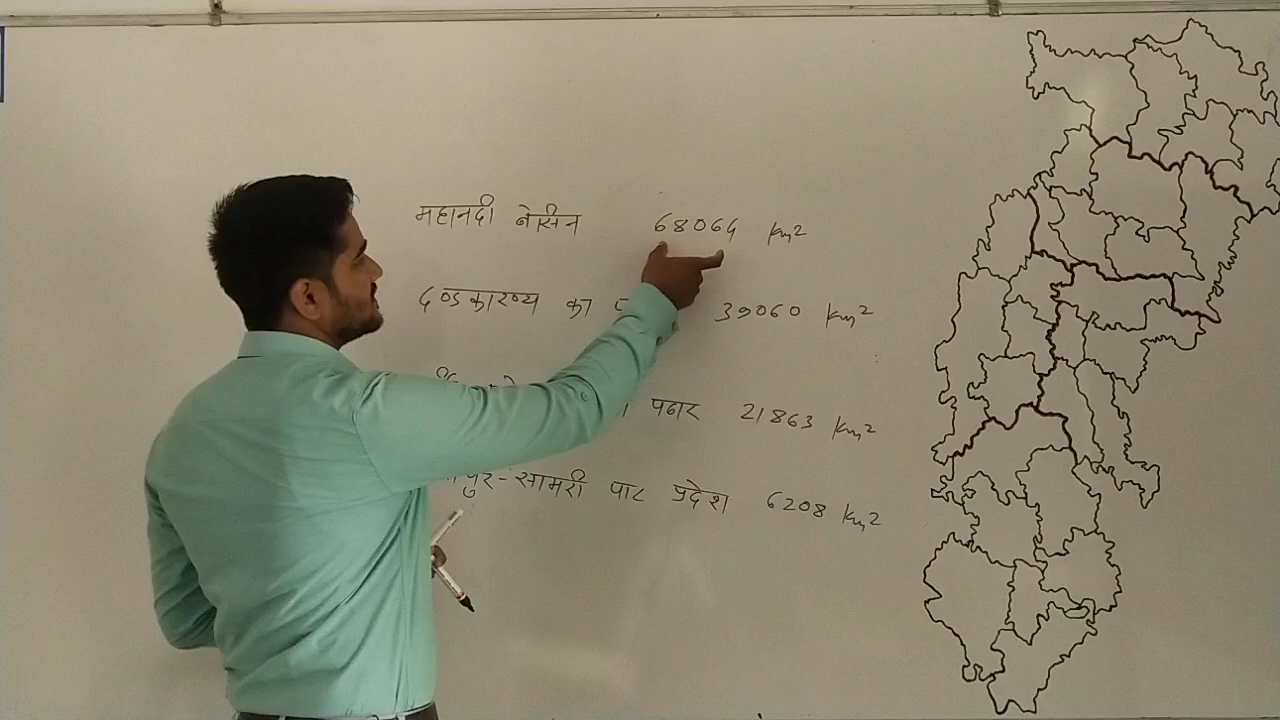 महानदी बेसिन 68064 km2
दण्डकारण्य का 39060 km2
पठार 21863 km2
सामरी पाट प्रदेश 6208 km2